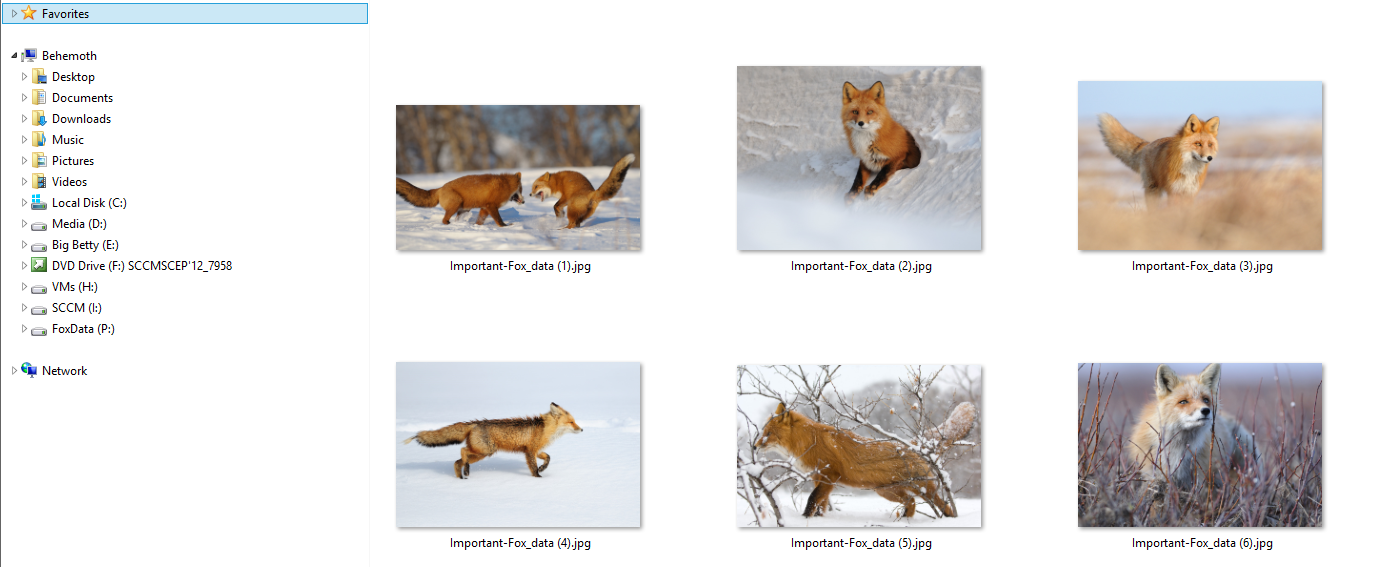 Favorites
Behemoth
Desktop
Documents
Downloads
Music
Pictures
Videos
Local Disk (C:)
Media (D:)
Big Betty (E:)
DVD Drive (F:) SCCMSCEP'12_7958
VMs (H:)
SCCM (I:)
FoxData (P:)
Network
Important-Fox_data (1).jpg
Important-Fox_data (2).jpg
Important-Fox_data (3).jpg
Important-Fox_data (4).jpg
Important-Fox_data (5).jpg
Important-Fox_data (6).jpg